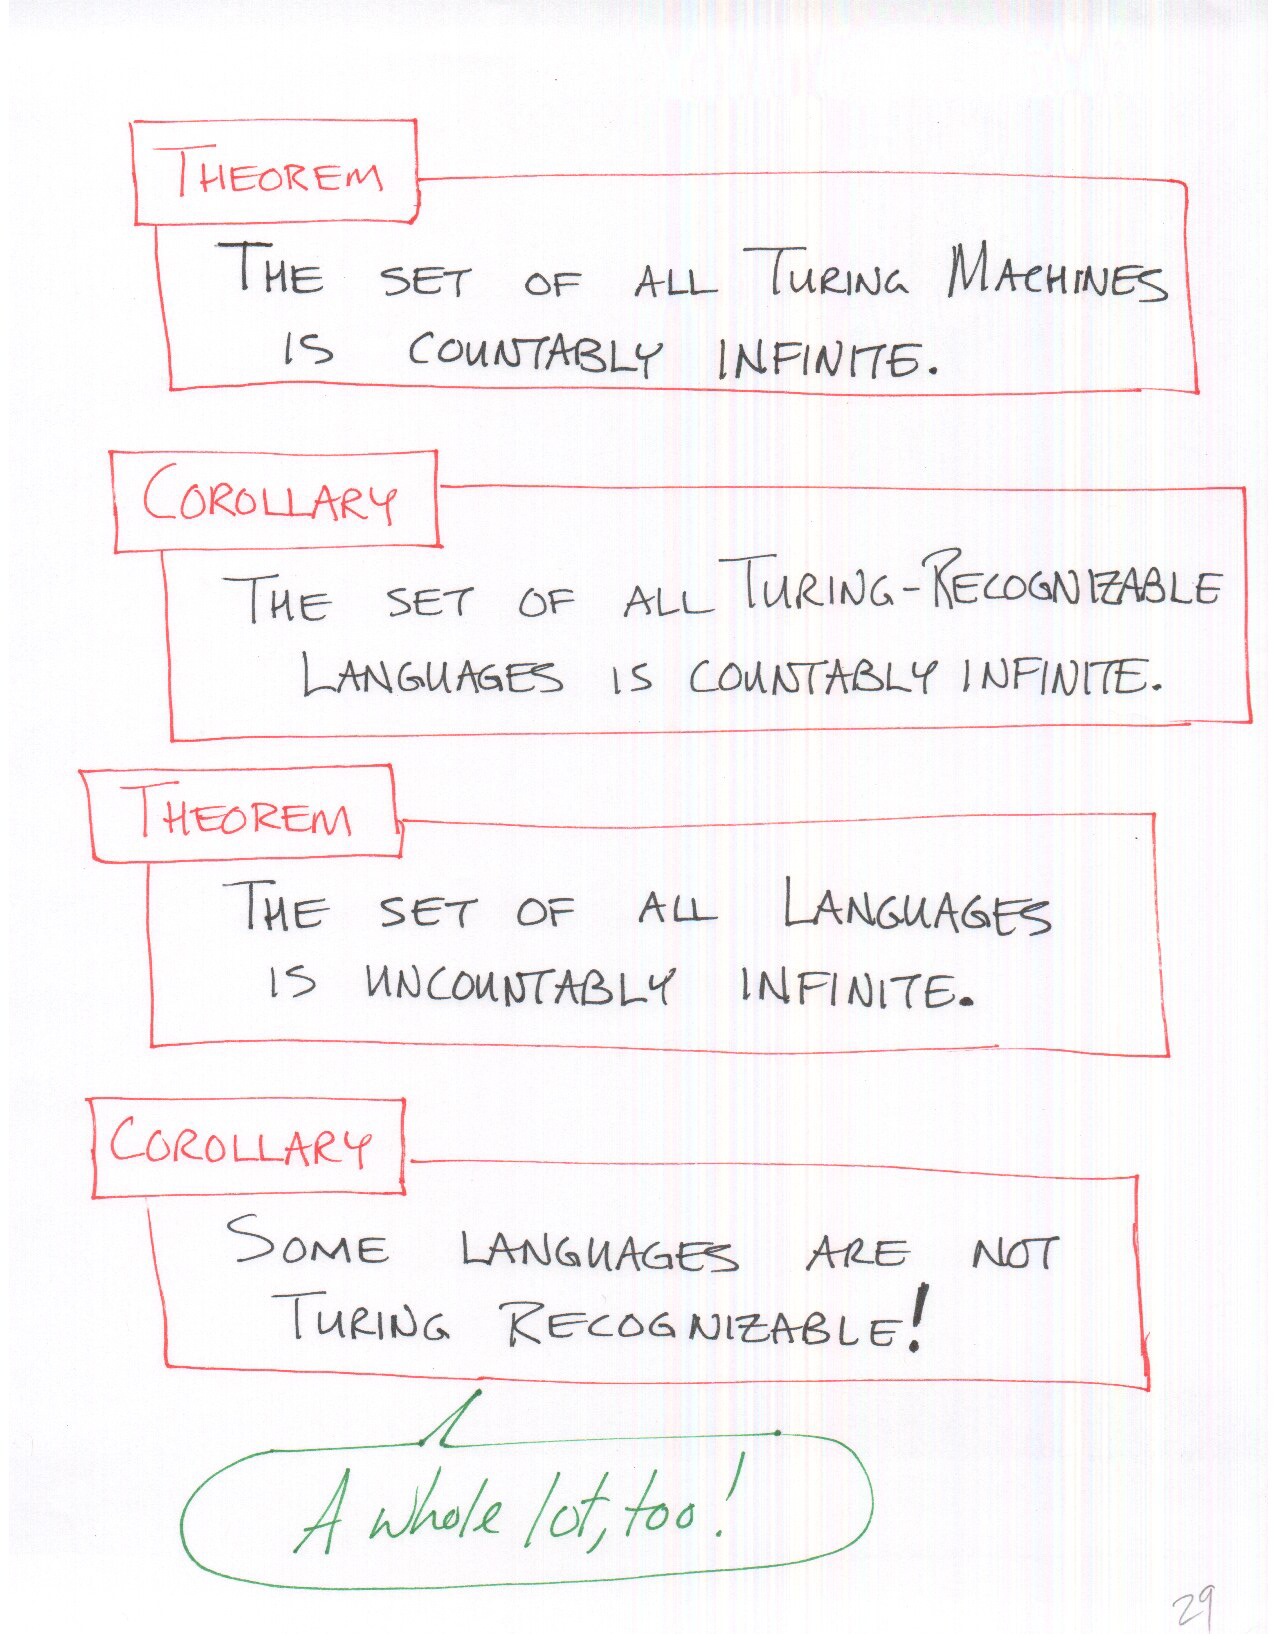 THEOREM
THE SET OF ALL TURING MACHINES
IS COUNTABLY INFINITE.
COROLLARY
THE SET OF ALL TURING-RECOGNIZABLE
LANGUAGES IS COUNTABLY INFINITE.
THEOREM
THE SET OF ALL LANGUAGES
IS UNCOUNTABLY INFINITE.
COROLLARY
SOME LANGUAGES ARE NOT
TURING RECOGNIZABLE!
A whole lot, too!
29